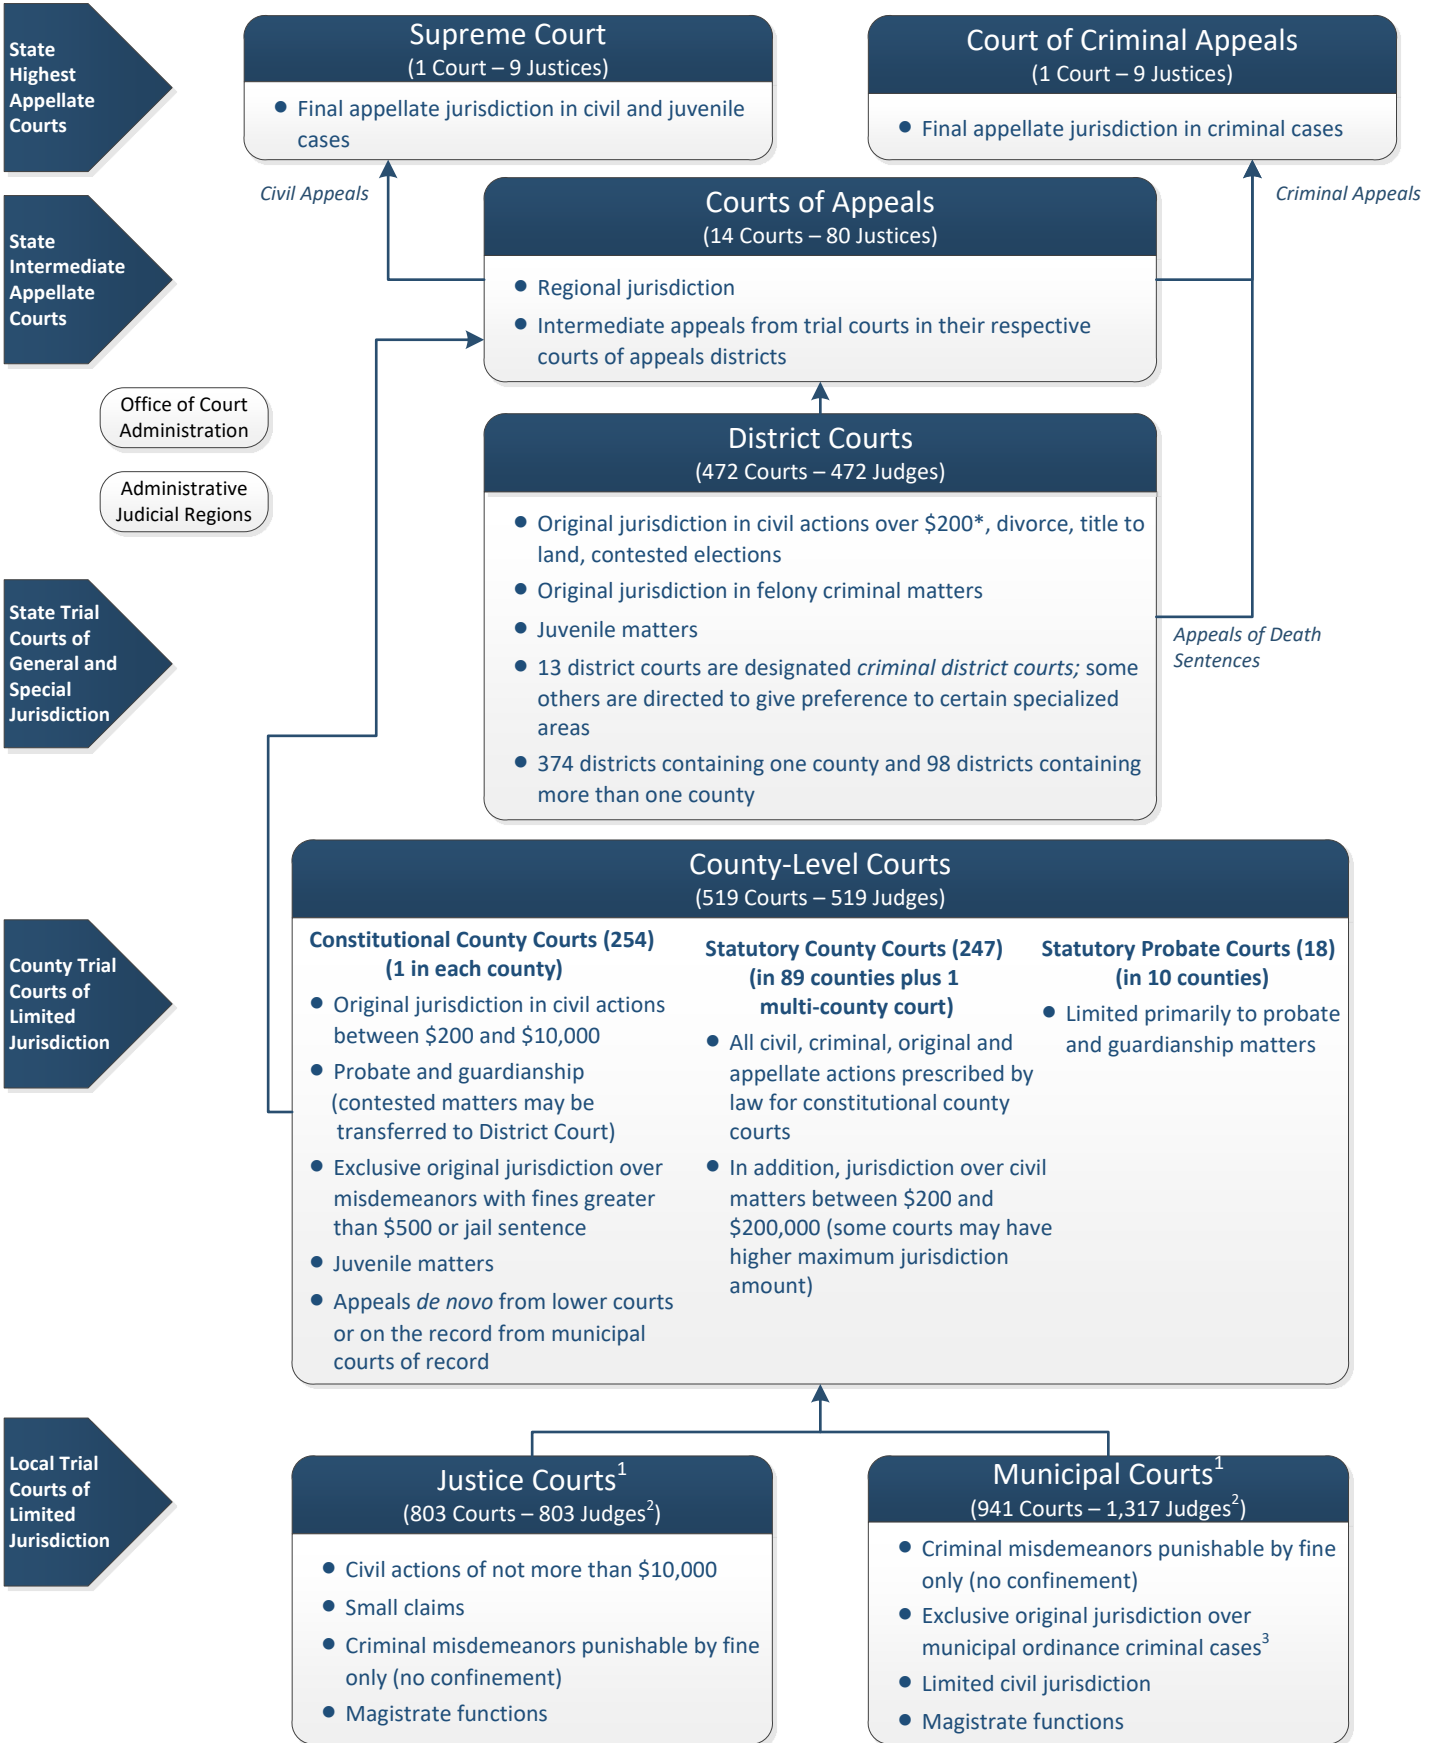 State
Highest
Appellate
Courts
Supreme Court
(1 Court – 9 Justices)
• Final appellate jurisdiction in civil and juvenile
cases
Court of Criminal Appeals
(1 Court – 9 Justices)
• Final appellate jurisdiction in criminal cases
Civil Appeals
Criminal Appeals
State
Intermediate
Appellate
Courts
Courts of Appeals
(14 Courts – 80 Justices)
• Regional jurisdiction
• Intermediate appeals from trial courts in their respective
courts of appeals districts
Office of Court
Administration
Administrative
Judicial Regions
State Trial
Courts of
General and
Special
Jurisdiction
District Courts
(472 Courts – 472 Judges)
• Original jurisdiction in civil actions over $200*, divorce, title to
land, contested elections
• Original jurisdiction in felony criminal matters
• Juvenile matters
• 13 district courts are designated criminal district courts; some
others are directed to give preference to certain specialized
areas
• 374 districts containing one county and 98 districts containing
more than one county
Appeals of Death
Sentences
County Trial
Courts of
Limited
Jurisdiction
County-Level Courts
(519 Courts – 519 Judges)
Constitutional County Courts (254)
(1 in each county)
• Original jurisdiction in civil actions
between $200 and $10,000
• Probate and guardianship
(contested matters may be
transferred to District Court)
• Exclusive original jurisdiction over
misdemeanors with fines greater
than $500 or jail sentence
• Juvenile matters
• Appeals de novo from lower courts
or on the record from municipal
courts of record
Statutory County Courts (247)
(in 89 counties plus 1
multi-county court)
• All civil, criminal, original and
appellate actions prescribed by
law for constitutional county
courts
• In addition, jurisdiction over civil
matters between $200 and
$200,000 (some courts may have
higher maximum jurisdiction
amount)
Statutory Probate Courts (18)
(in 10 counties)
• Limited primarily to probate
and guardianship matters
Local Trial
Courts of
Limited
Jurisdiction
Justice Courts¹
(803 Courts – 803 Judges²)
• Civil actions of not more than $10,000
• Small claims
• Criminal misdemeanors punishable by fine
only (no confinement)
• Magistrate functions
Municipal Courts¹
(941 Courts – 1,317 Judges²)
• Criminal misdemeanors punishable by fine
only (no confinement)
• Exclusive original jurisdiction over
municipal ordinance criminal cases³
• Limited civil jurisdiction
• Magistrate functions